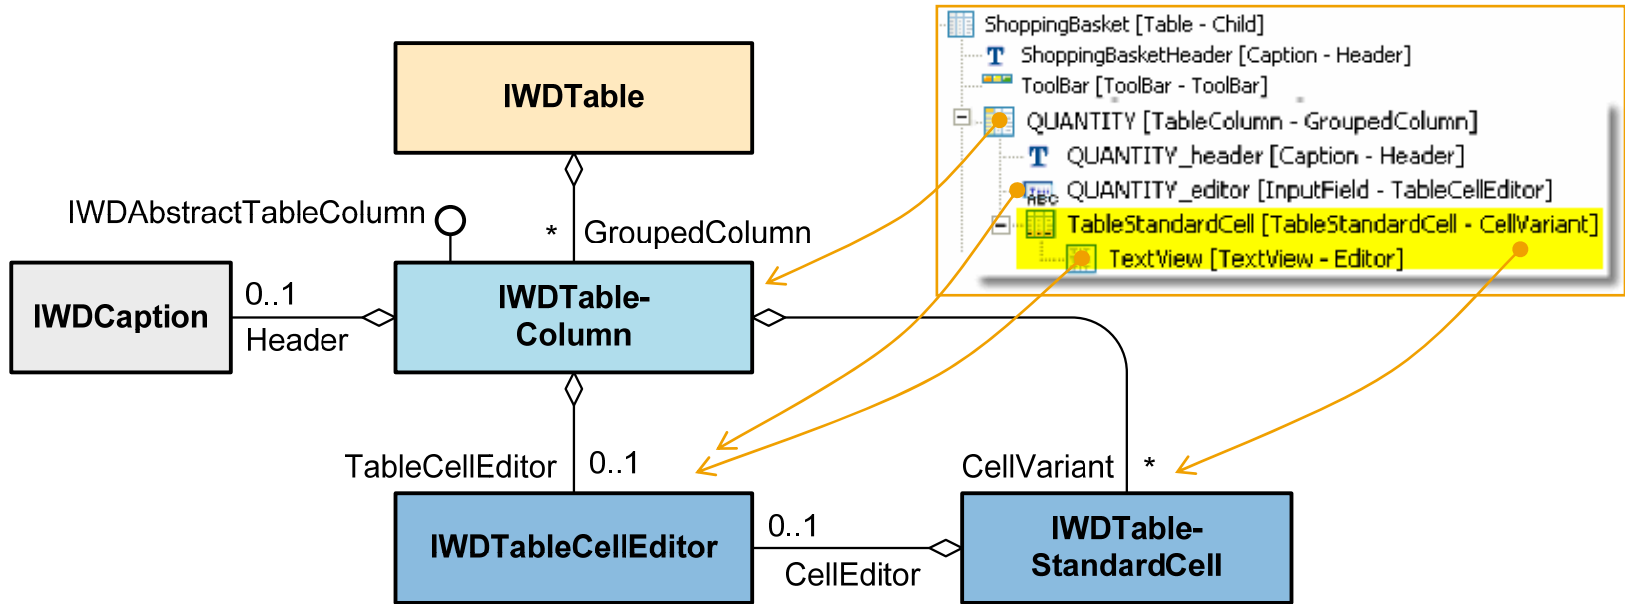 ShoppingBasket [Table - Child]
ShoppingBasketHeader [Caption - Header]
ToolBar [ToolBar - ToolBar]
QUANTITY [TableColumn - GroupedColumn]
QUANTITY_header [Caption - Header]
QUANTITY_editor [InputField - TableCellEditor]
TableStandardCell [TableStandardCell - CellVariant]
TextView [TextView - Editor]
IWDTable
IWDAbstractTableColumn
* GroupedColumn
IWDCaption
0..1
Header
IWDTable-
Column
TableCellEditor 0..1
CellVariant *
IWDTableCellEditor
0..1
CellEditor
IWDTable-
StandardCell